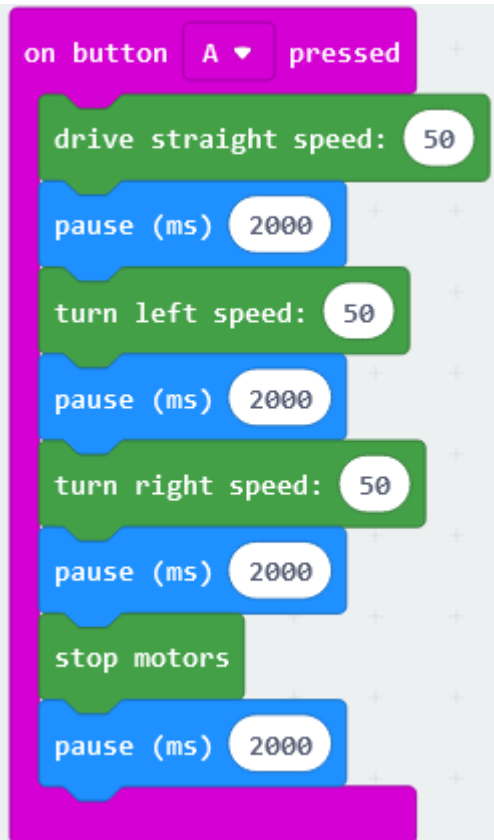 on button A pressed
drive straight speed: 50
pause (ms) 2000
turn left speed: 50
pause (ms) 2000
turn right speed: 50
pause (ms) 2000
stop motors
pause (ms) 2000